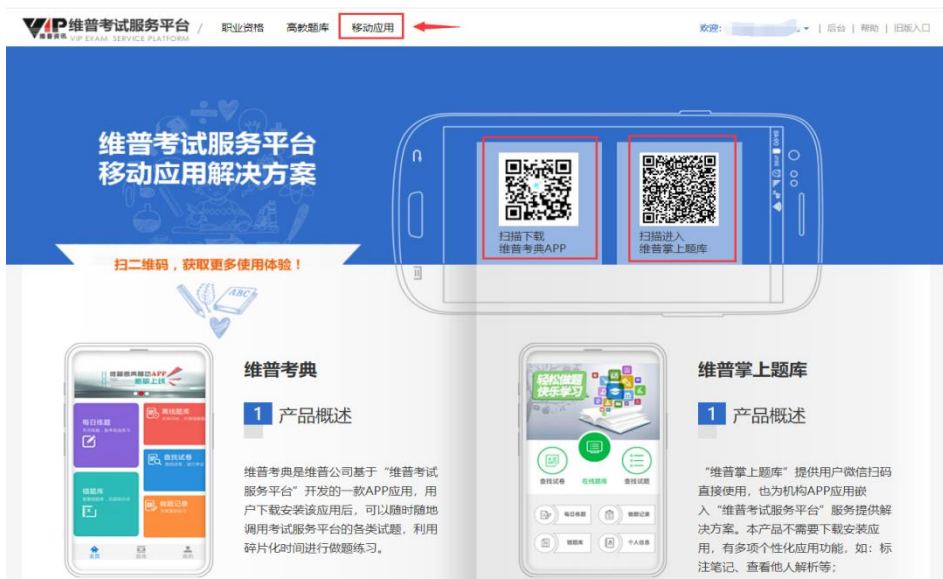 VIP维普考试服务平台
维普资讯 VIP EXAM SERVICE PLATFORM
/
职业资格
高教题库
移动应用
欢迎:
| 后台 | 帮助 | 旧版入口
维普考试服务平台
移动应用解决方案
扫描下载
维普考典APP
扫描进入
维普掌上题库
扫二维码，获取更多使用体验！
ABC
维普考典
1 产品概述
维普考典是维普公司基于“维普考试
服务平台”开发的一款APP应用，用
户下载安装该应用后，可以随时随地
调用考试服务平台的各类试题，利用
碎片化时间进行做题练习。
每日练题
离线题库
查找试卷
错题库
做题记录
维普掌上题库
1 产品概述
“维普掌上题库”提供用户微信扫码
直接使用，也为机构APP应用嵌
入“维普考试服务平台”服务提供解
决方案。本产品不需要下载安装应
用，有多项个性化应用功能，如：标
注笔记、查看他人解析等；
轻松做题
快乐学习
查找试卷
在线题库
查找试题
每日练题
做题记录
错题库
个人信息